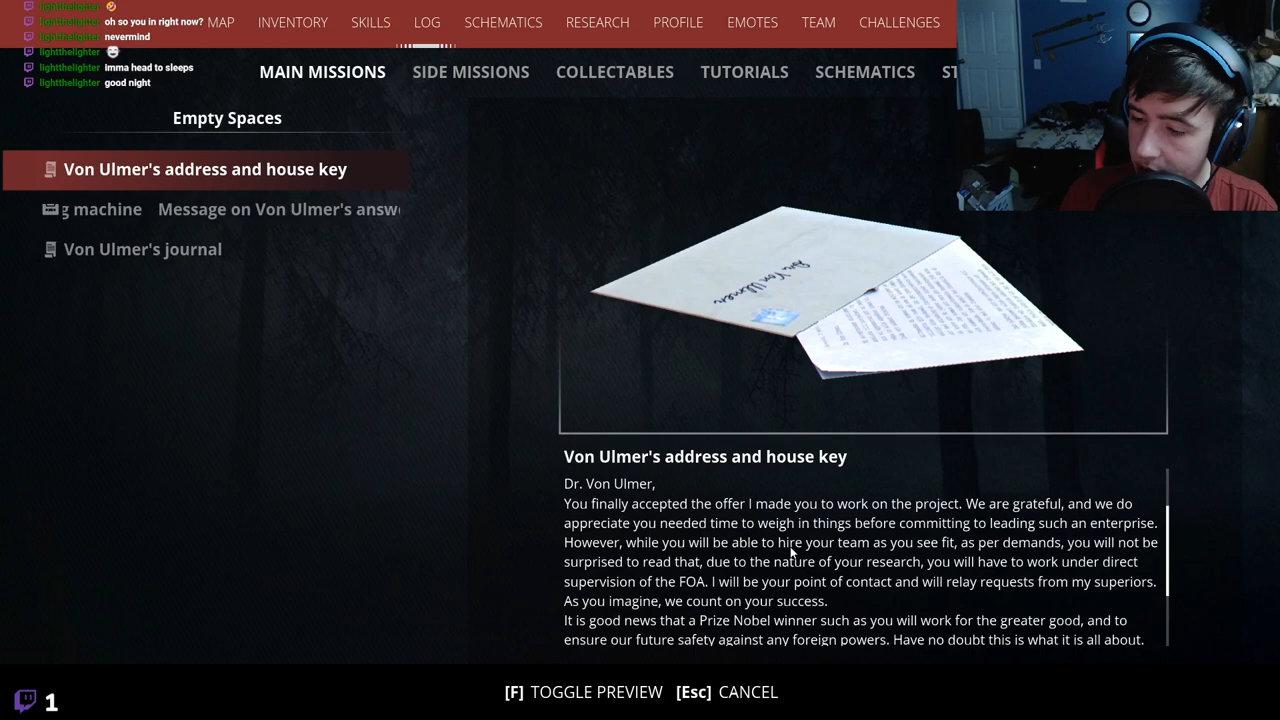 🤣
lightthelighter oh so you in right now?
lightthelighter nevermind
lightthelighter
lightthelighter imma head to sleeps
lightthelighter good night
MAP INVENTORY SKILLS LOG SCHEMATICS RESEARCH PROFILE EMOTES TEAM CHALLENGES
MAIN MISSIONS SIDE MISSIONS COLLECTABLES TUTORIALS SCHEMATICS ST
Empty Spaces
Von Ulmer's address and house key
g machine Message on Von Ulmer's answ
Von Ulmer's journal
Von Ulmer
Von Ulmer's address and house key
Dr. Von Ulmer,
You finally accepted the offer I made you to work on the project. We are grateful, and we do
appreciate you needed time to weigh in things before committing to leading such an enterprise.
However, while you will be able to hire your team as you see fit, as per demands, you will not be
surprised to read that, due to the nature of your research, you will have to work under direct
supervision of the FOA. I will be your point of contact and will relay requests from my superiors.
As you imagine, we count on your success.
It is good news that a Prize Nobel winner such as you will work for the greater good, and to
ensure our future safety against any foreign powers. Have no doubt this is what it is all about.
[F] TOGGLE PREVIEW [Esc] CANCEL
1